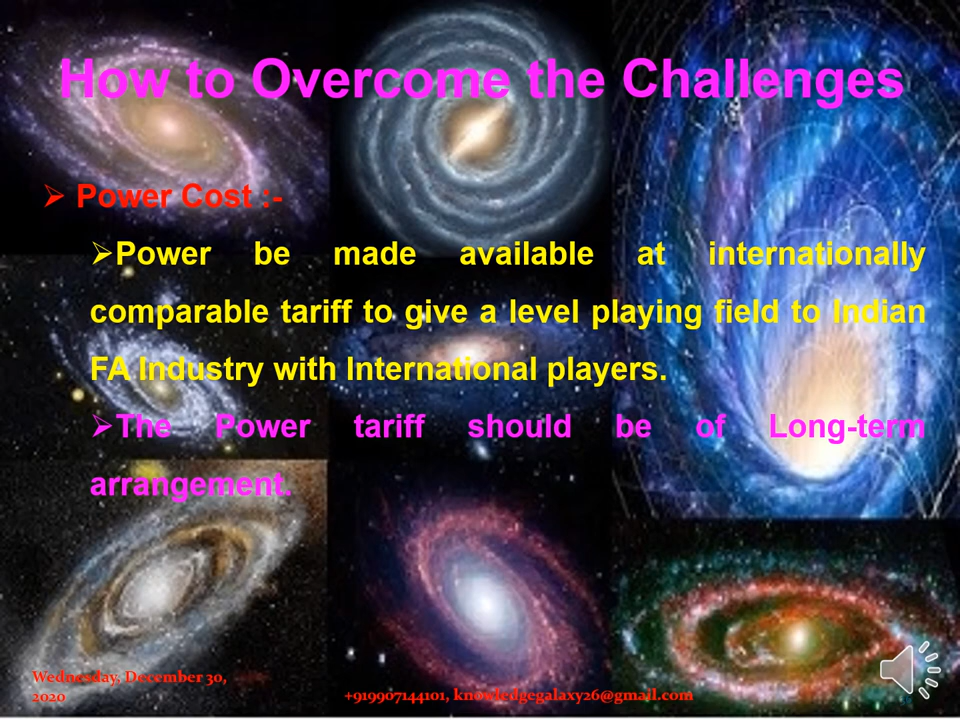 How to Overcome the Challenges
➢ Power Cost :-
➢Power be made available at internationally
comparable tariff to give a level playing field to Indian
FA Industry with International players.
➢The Power tariff should be of Long-term
arrangement.
Wednesday, December 30,
2020
+919907144101, knowledgegalaxy26@gmail.com